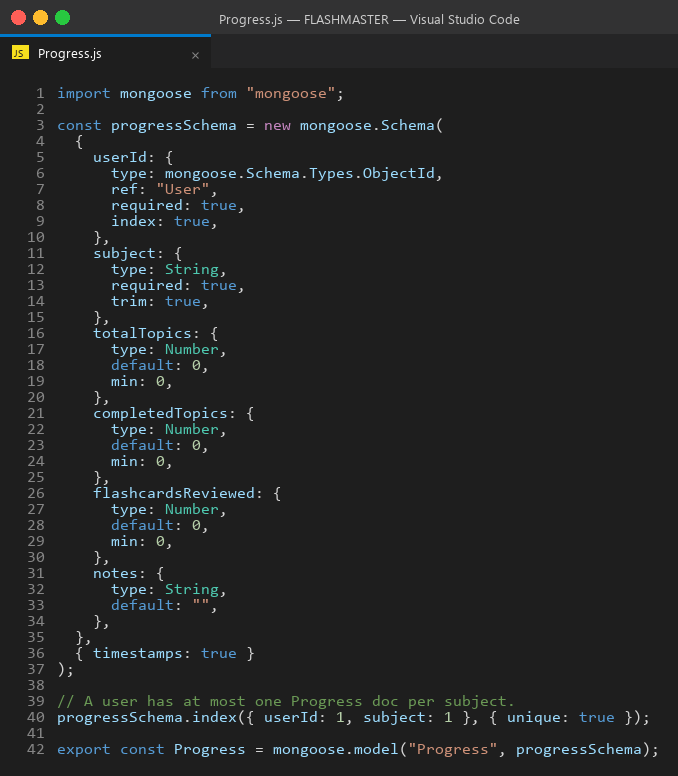 Progress.js — FLASHMASTER — Visual Studio Code
JS Progress.js ×
1 import mongoose from "mongoose";
2
3 const progressSchema = new mongoose.Schema(
4   {
5     userId: {
6       type: mongoose.Schema.Types.ObjectId,
7       ref: "User",
8       required: true,
9       index: true,
10     },
11     subject: {
12       type: String,
13       required: true,
14       trim: true,
15     },
16     totalTopics: {
17       type: Number,
18       default: 0,
19       min: 0,
20     },
21     completedTopics: {
22       type: Number,
23       default: 0,
24       min: 0,
25     },
26     flashcardsReviewed: {
27       type: Number,
28       default: 0,
29       min: 0,
30     },
31     notes: {
32       type: String,
33       default: "",
34     },
35   },
36   { timestamps: true }
37 );
38
39 // A user has at most one Progress doc per subject.
40 progressSchema.index({ userId: 1, subject: 1 }, { unique: true });
41
42 export const Progress = mongoose.model("Progress", progressSchema);